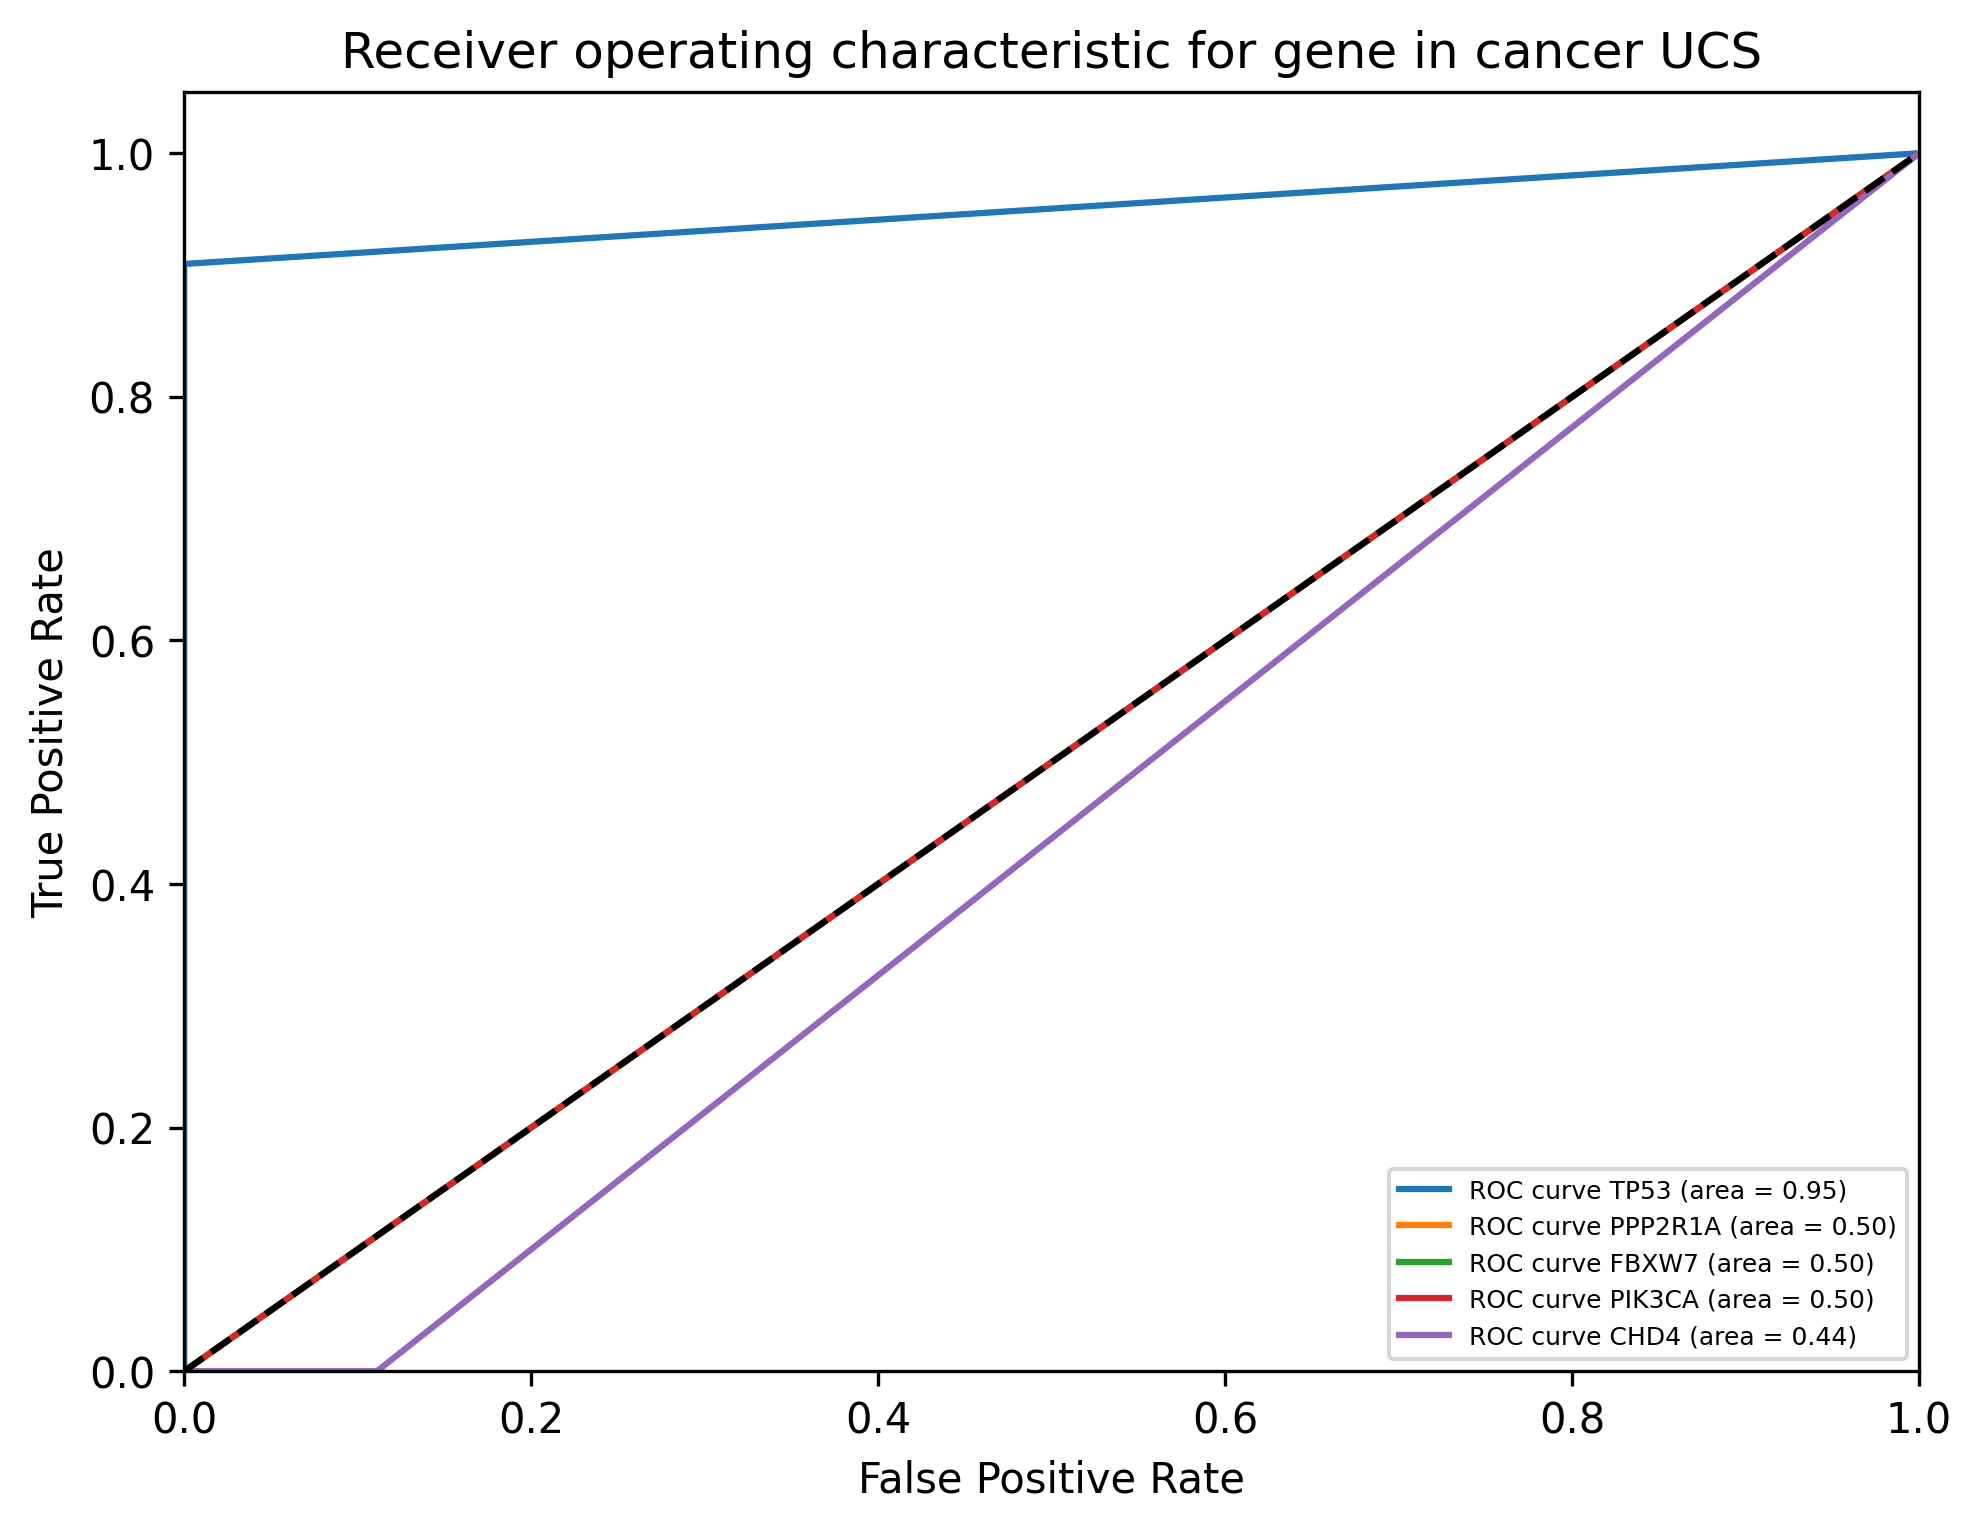 Receiver operating characteristic for gene in cancer UCS
True Positive Rate
1.0
0.8
0.6
0.4
0.2
0.0
ROC curve TP53 (area = 0.95)
ROC curve PPP2R1A (area = 0.50)
ROC curve FBXW7 (area = 0.50)
ROC curve PIK3CA (area = 0.50)
ROC curve CHD4 (area = 0.44)
0.0 0.2 0.4 0.6 0.8 1.0
False Positive Rate